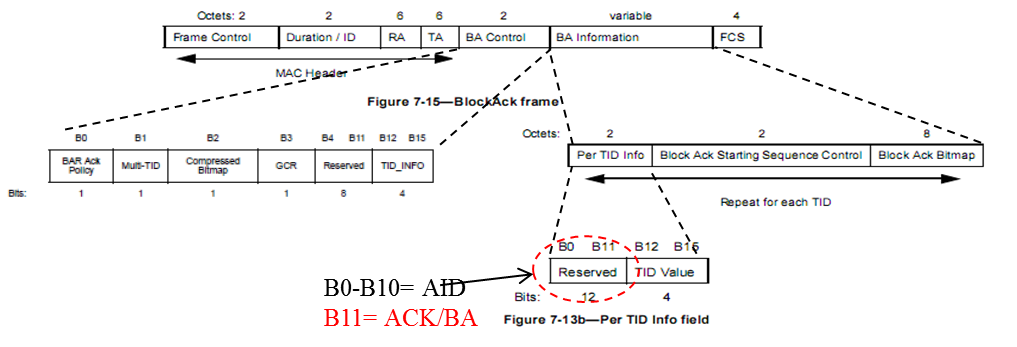 Octets: 2 2 6 6 2 variable 4
Frame Control Duration / ID RA TA BA Control BA Information FCS
MAC Header
Figure 7-15—BlockAck frame
B0 B1 B2 B3 B4 B11 B12 B15
BAR Ack Policy Multi-TID Compressed Bitmap GCR Reserved TID_INFO
Bits: 1 1 1 1 8 4
Octets: 2 2 8
Per TID Info Block Ack Starting Sequence Control Block Ack Bitmap
Repeat for each TID
B0 B11 B12 B15
Reserved TID Value
Bits: 12 4
Figure 7-13b—Per TID Info field
B0-B10= AID
B11= ACK/BA